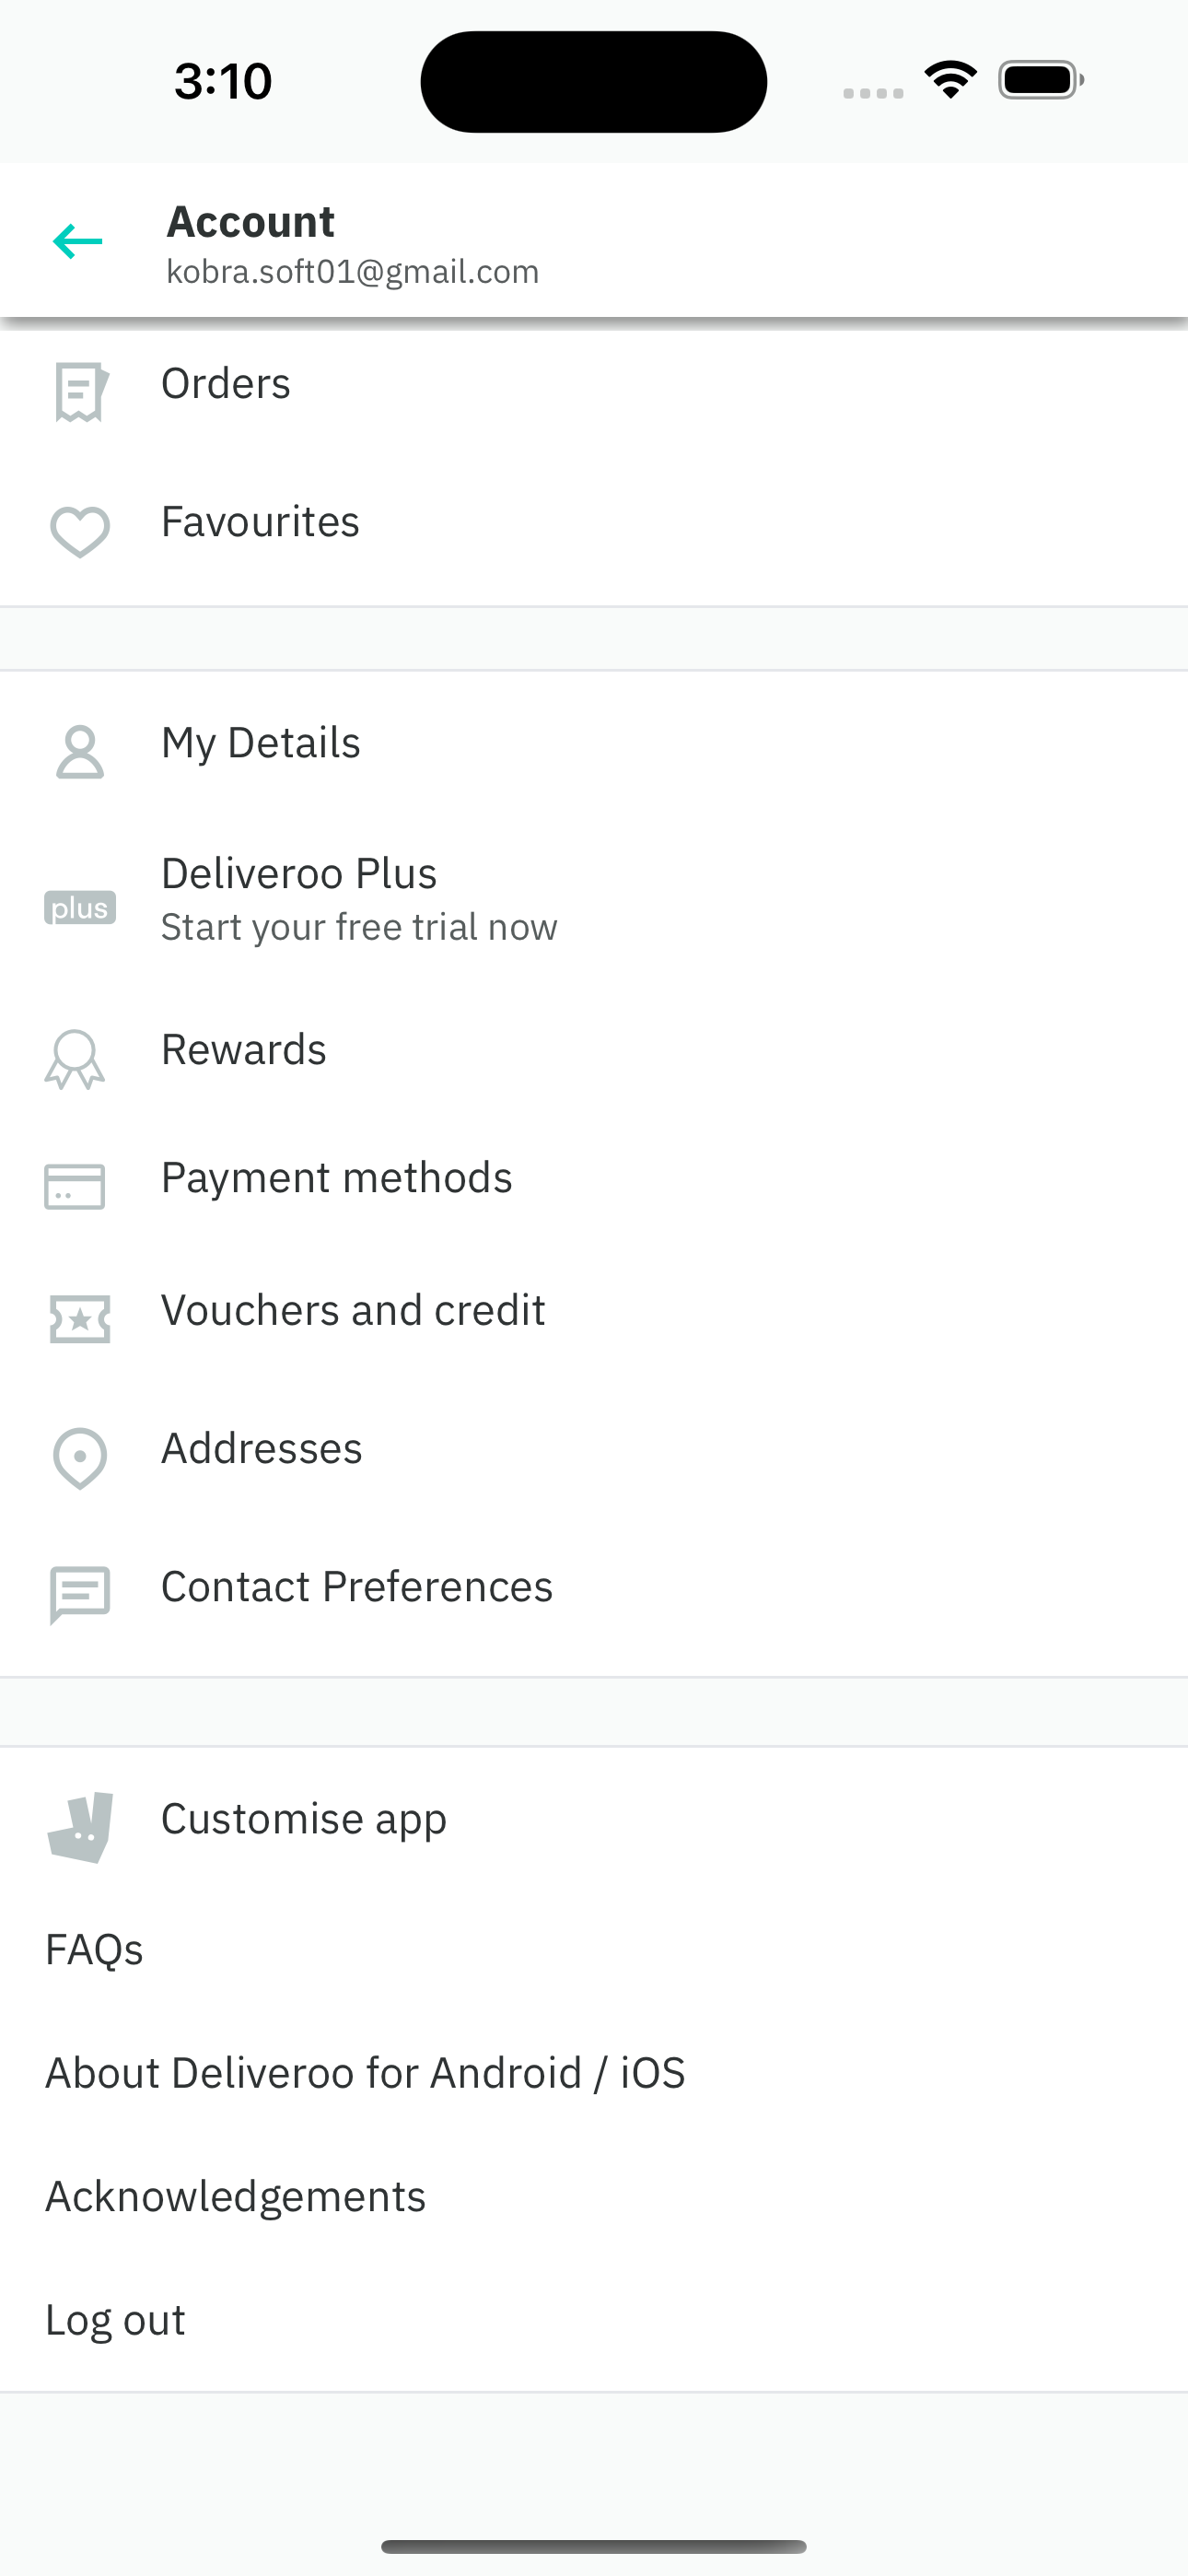 3:10
Account
kobra.soft01@gmail.com
Orders
Favourites
My Details
Deliveroo Plus
plus
Start your free trial now
Rewards
Payment methods
Vouchers and credit
Addresses
Contact Preferences
Customise app
FAQs
About Deliveroo for Android / iOS
Acknowledgements
Log out